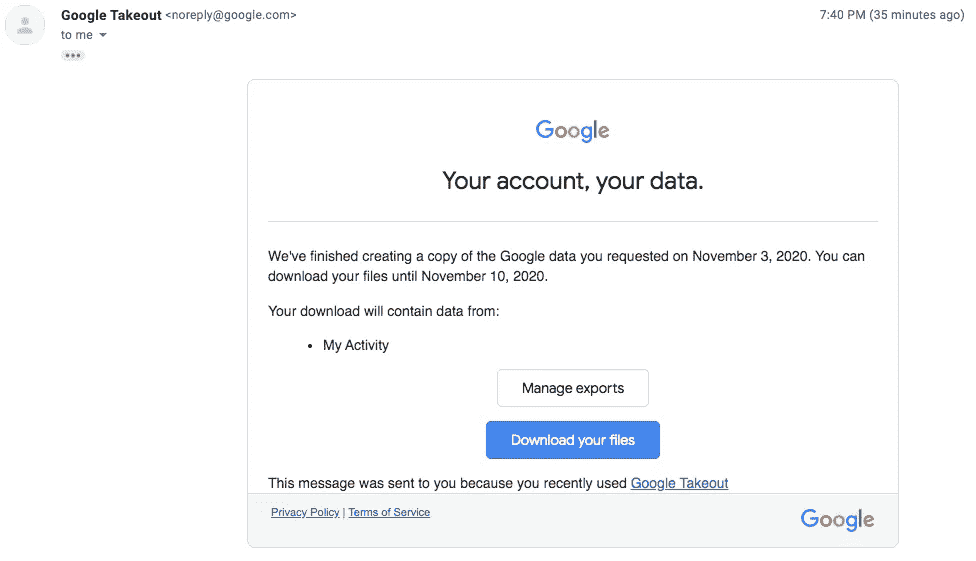 Google Takeout <noreply@google.com>
7:40 PM (35 minutes ago)
to me
Google
Your account, your data.
We've finished creating a copy of the Google data you requested on November 3, 2020. You can
download your files until November 10, 2020.
Your download will contain data from:
• My Activity
Manage exports
Download your files
This message was sent to you because you recently used Google Takeout
Privacy Policy | Terms of Service
Google